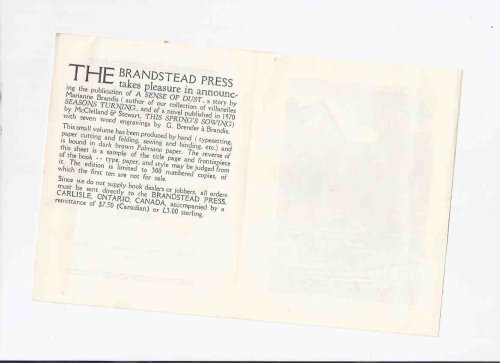 THE BRANDSTEAD PRESS
takes pleasure in announc-
ing the publication of A SENSE OF DUST, a story by
Marianne Brandis ( author of our collection of villanelles
SEASONS TURNING, and of a novel published in 1970
by McClelland & Stewart, THIS SPRING'S SOWING)
with seven wood engravings by G. Brender à Brandis.
This small volume has been produced by hand ( typesetting,
paper cutting and folding, sewing and binding, etc.) and
is bound in dark brown Fabriano paper. The reverse of
this sheet is a sample of the title page and frontispiece
of the book -- type, paper, and style may be judged from
it. The edition is limited to 300 numbered copies, of
which the first ten are not for sale.
Since we do not supply book dealers or jobbers, all orders
must be sent directly to the BRANDSTEAD PRESS,
CARLISLE, ONTARIO, CANADA, accompanied by a
remittance of $7.50 (Canadian) or £3.00 sterling.